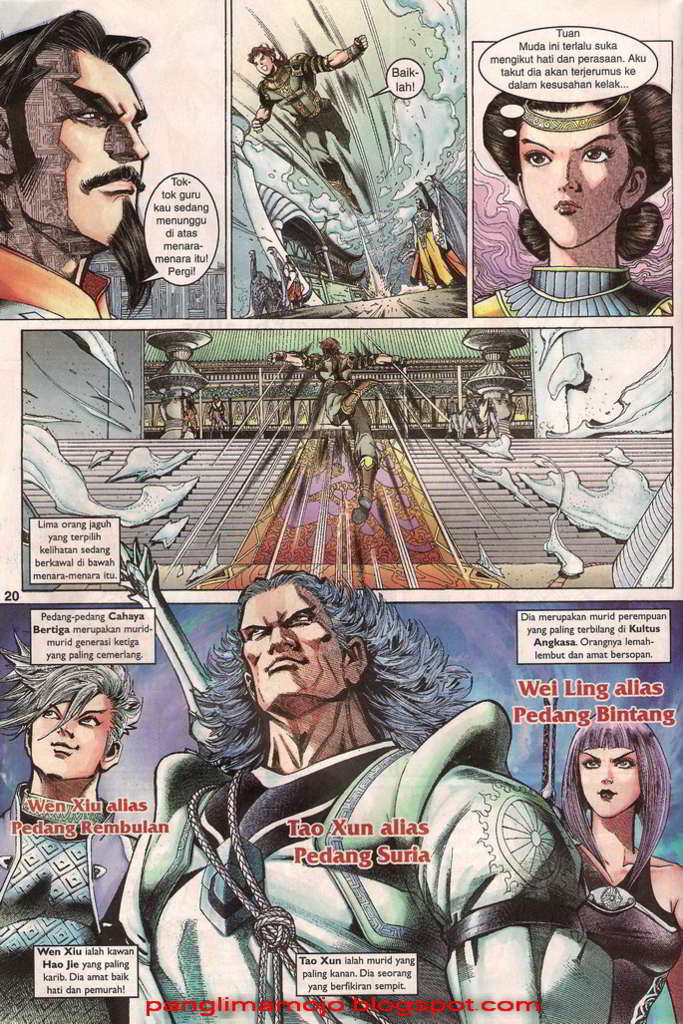 Tok-
tok guru
kau sedang
menunggu
di atas
menara-
menara itu!
Pergi!
Baik-
lah!
Tuan
Muda ini terlalu suka
mengikut hati dan perasaan. Aku
takut dia akan terjerumus ke
dalam kesusahan kelak...
Lima orang jaguh
yang terpilih
kelihatan sedang
berkawal di bawah
menara-menara itu.
20
Pedang-pedang Cahaya
Bertiga merupakan murid-
murid generasi ketiga
yang paling cemerlang.
Dia merupakan murid perempuan
yang paling terbilang di Kultus
Angkasa. Orangnya lemah-
lembut dan amat bersopan.
Wei Ling alias
Pedang Bintang
Wen Xiu alias
Pedang Rembulan
Tao Xun alias
Pedang Suria
Wen Xiu ialah kawan
Hao Jie yang paling
karib. Dia amat baik
hati dan pemurah!
Tao Xun ialah murid yang
paling kanan. Dia seorang
yang berfikiran sempit.
panglimamojo.blogspot.com